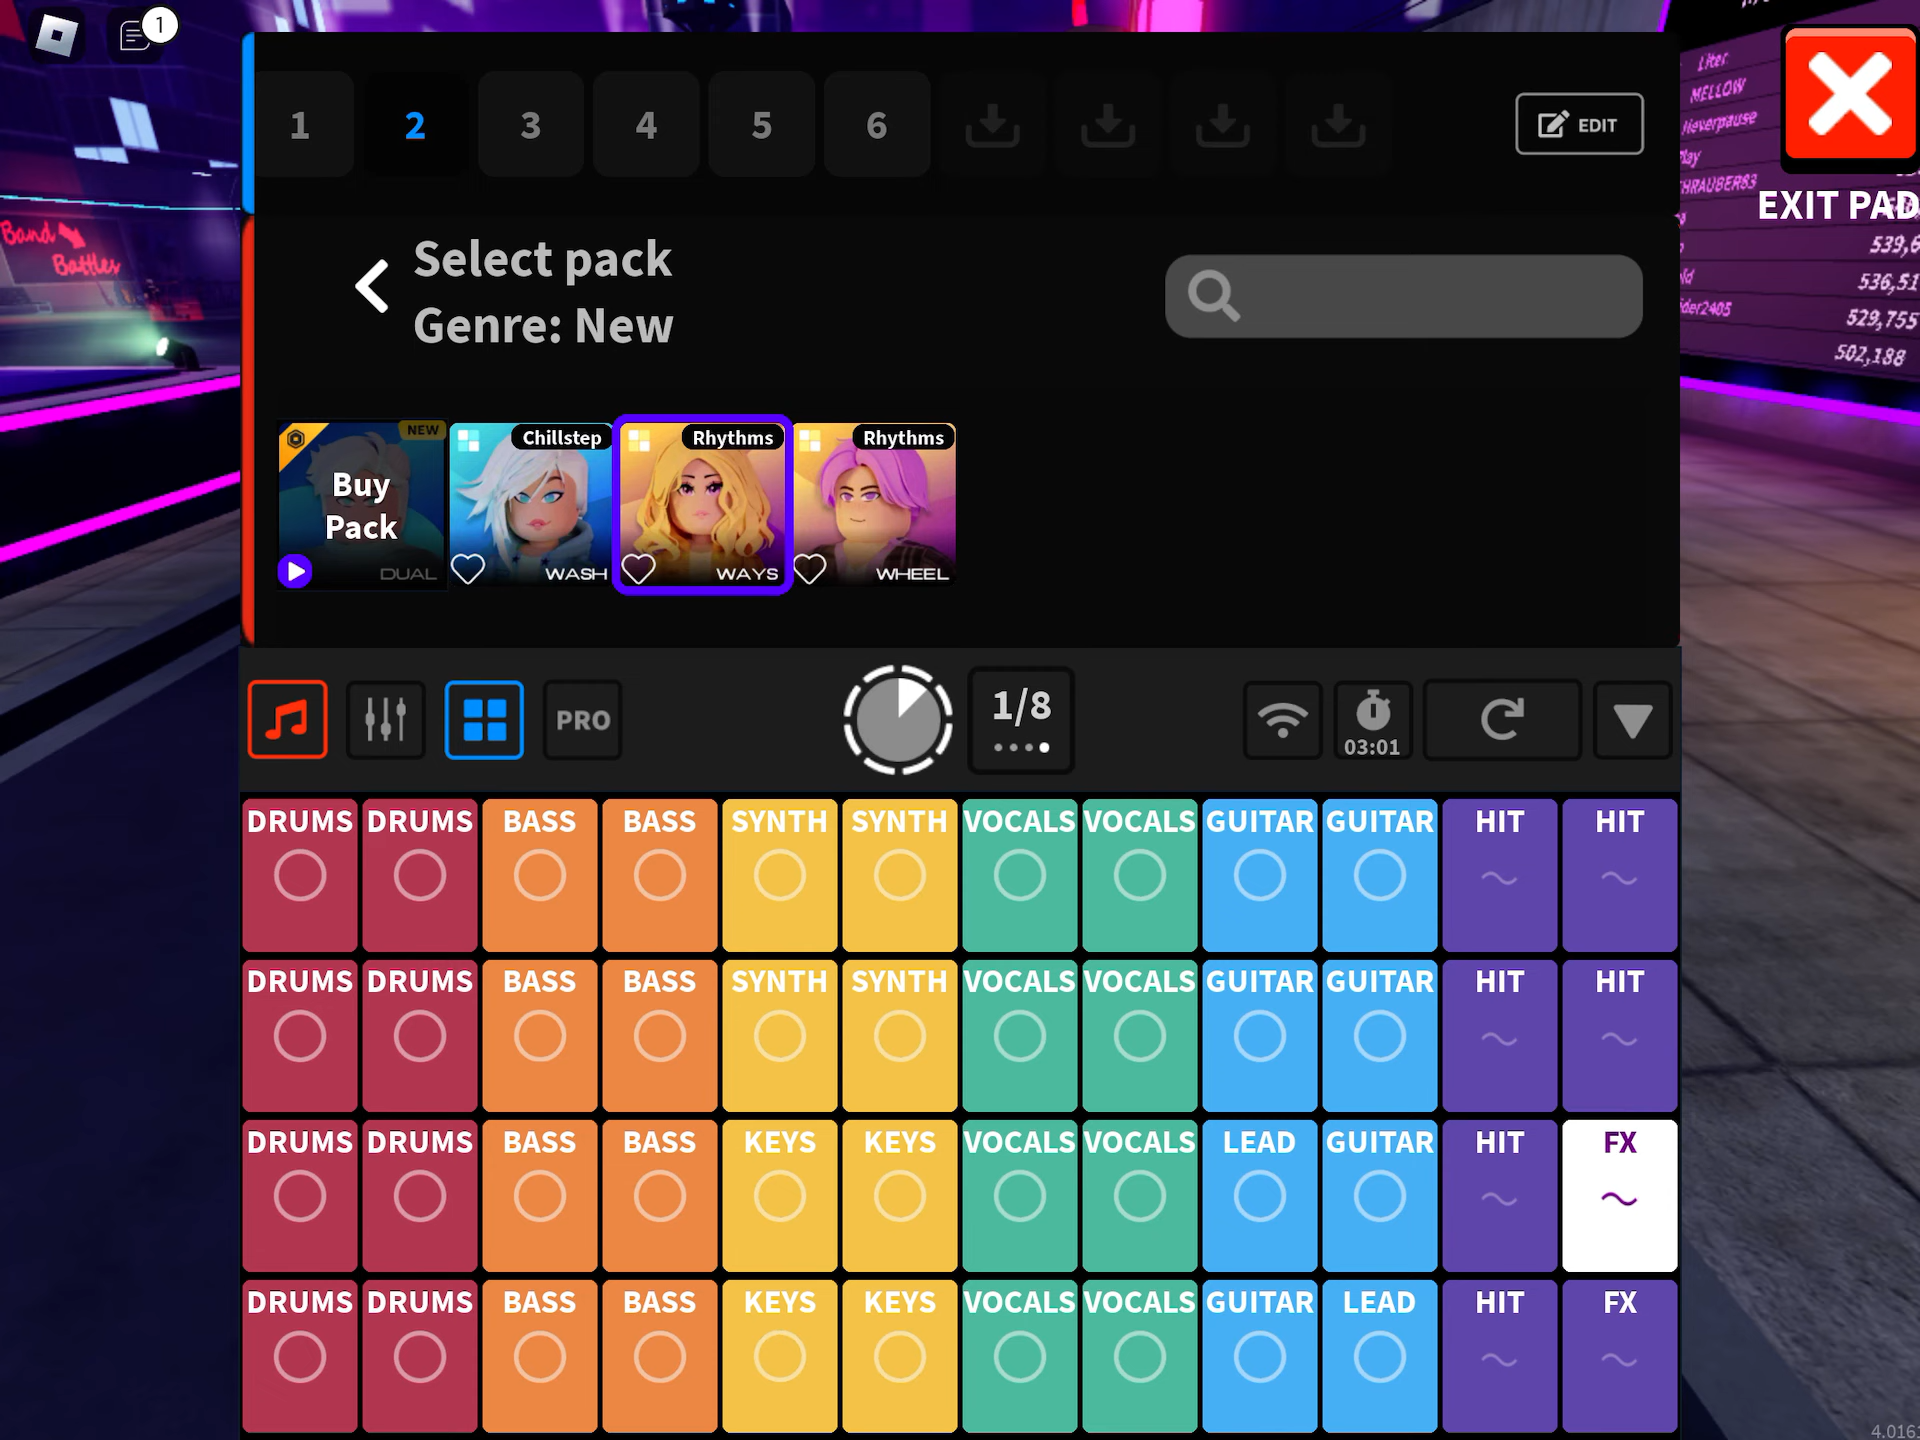 1
1 2 3 4 5 6 EDIT
Liter
MELLOW
Neverpause
EXIT PAD
Band
Battles
539,6
536,51
529,755
502,188
Select pack
Genre: New
NEW
Buy
Pack
DUAL
Chillstep
WASH
Rhythms
WAYS
Rhythms
WHEEL
PRO
1/8
03:01
DRUMS DRUMS BASS BASS SYNTH SYNTH VOCALS VOCALS GUITAR GUITAR HIT HIT
DRUMS DRUMS BASS BASS SYNTH SYNTH VOCALS VOCALS GUITAR GUITAR HIT HIT
DRUMS DRUMS BASS BASS KEYS KEYS VOCALS VOCALS LEAD GUITAR HIT FX
DRUMS DRUMS BASS BASS KEYS KEYS VOCALS VOCALS GUITAR LEAD HIT FX